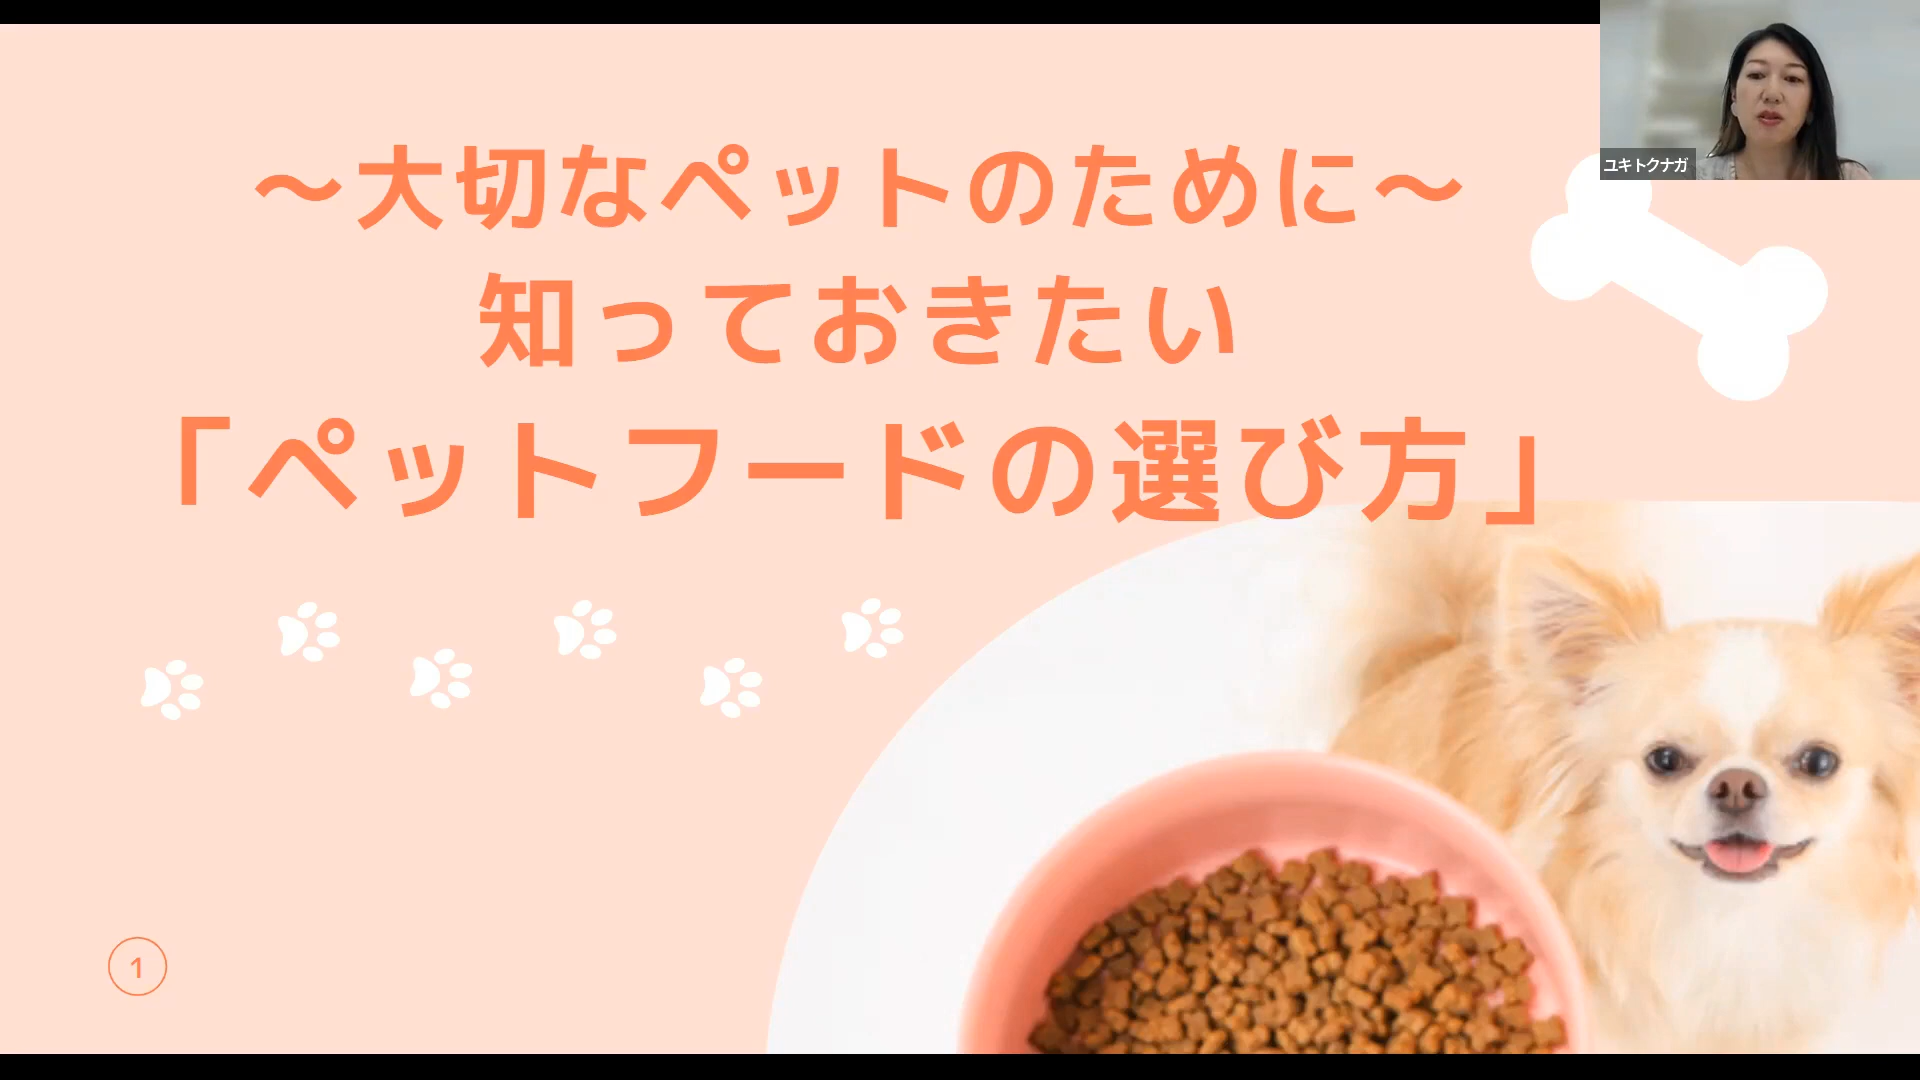 ～大切なペットのために～
知っておきたい
「ペットフードの選び方」
ユキ トクナガ
1